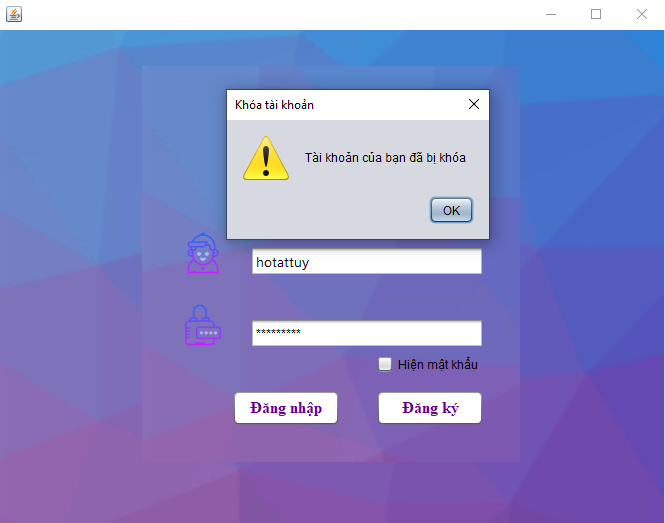 Khóa tài khoản
Tài khoản của bạn đã bị khóa
OK
hotattuy
*********
Hiện mật khẩu
Đăng nhập
Đăng ký